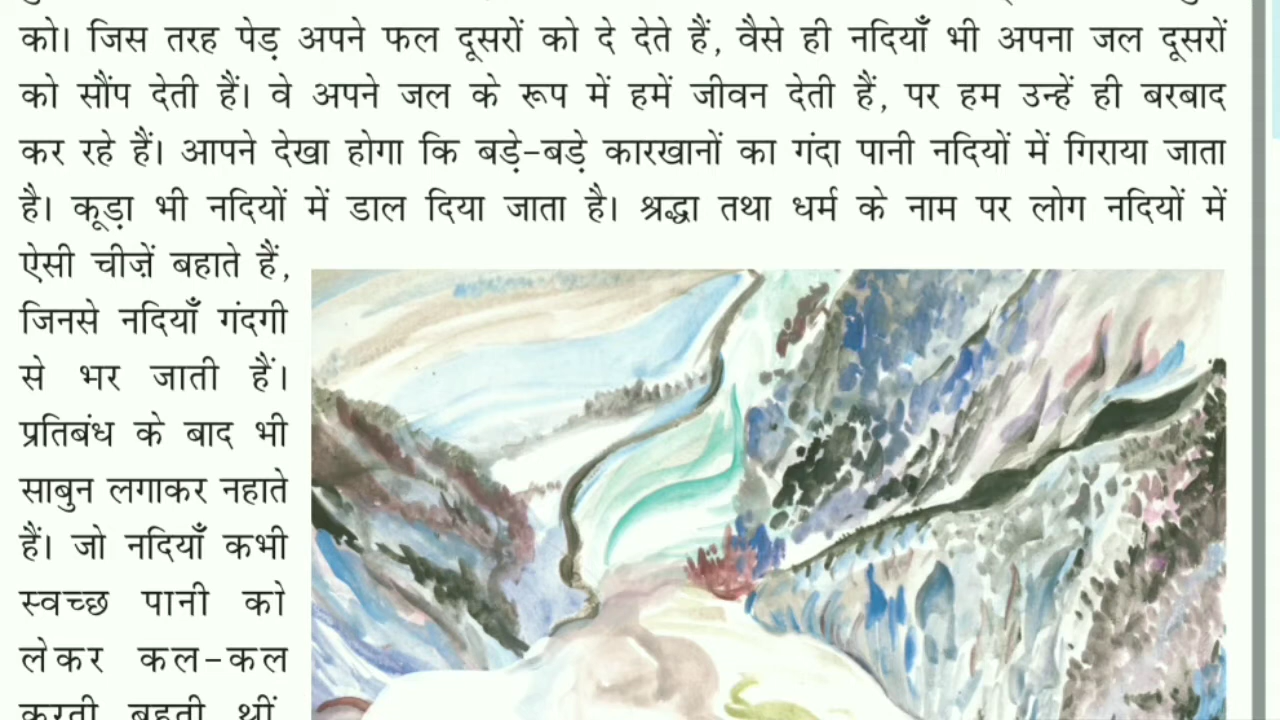 को। जिस तरह पेड़ अपने फल दूसरों को दे देते हैं, वैसे ही नदियाँ भी अपना जल दूसरों
को सौंप देती हैं। वे अपने जल के रूप में हमें जीवन देती हैं, पर हम उन्हें ही बरबाद
कर रहे हैं। आपने देखा होगा कि बड़े-बड़े कारखानों का गंदा पानी नदियों में गिराया जाता
है। कूड़ा भी नदियों में डाल दिया जाता है। श्रद्धा तथा धर्म के नाम पर लोग नदियों में
ऐसी चीज़ें बहाते हैं,
जिनसे नदियाँ गंदगी
से भर जाती हैं।
प्रतिबंध के बाद भी
साबुन लगाकर नहाते
हैं। जो नदियाँ कभी
स्वच्छ पानी को
लेकर कल-कल
करती बहती थीं,